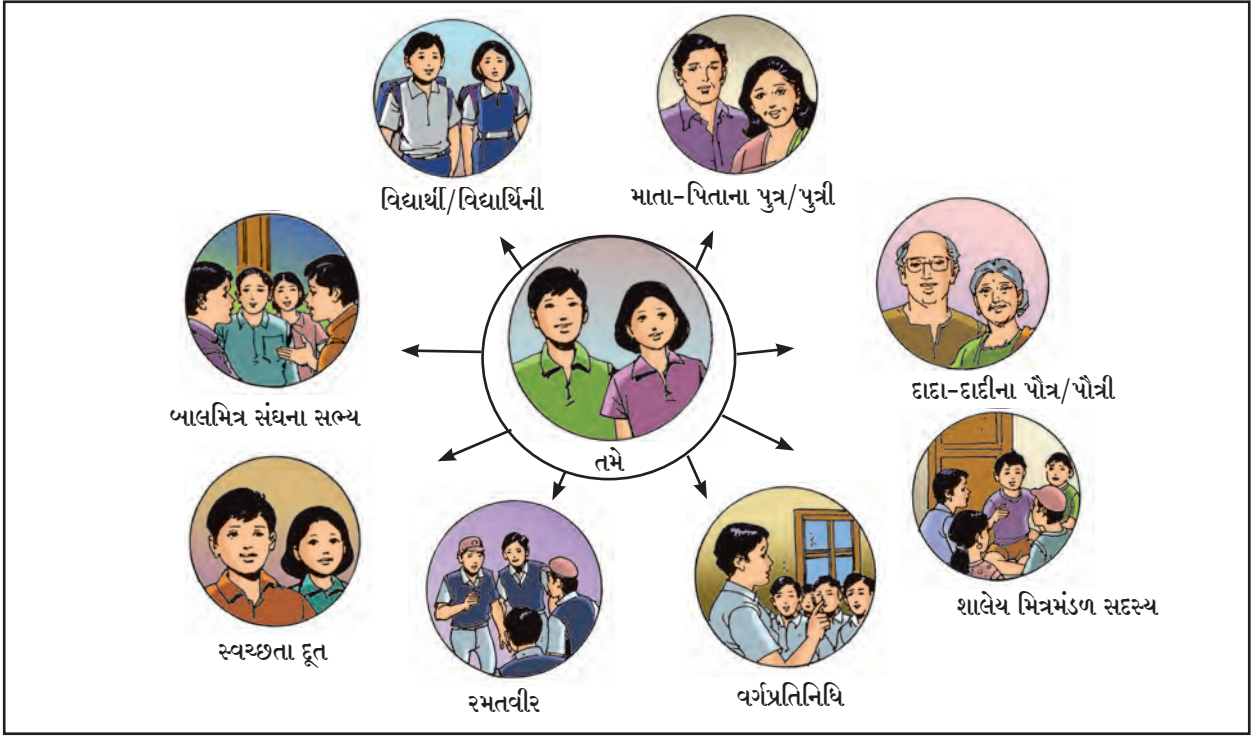 વિદ્યાર્થી/વિદ્યાર્થિની
માતા-પિતાના પુત્ર/પુત્રી
દાદા-દાદીના પૌત્ર/પૌત્રી
બાલમિત્ર સંઘના સભ્ય
તમે
શાલેય મિત્રમંડળ સદસ્ય
સ્વચ્છતા દૂત
રમતવીર
વર્ગપ્રતિનિધિ